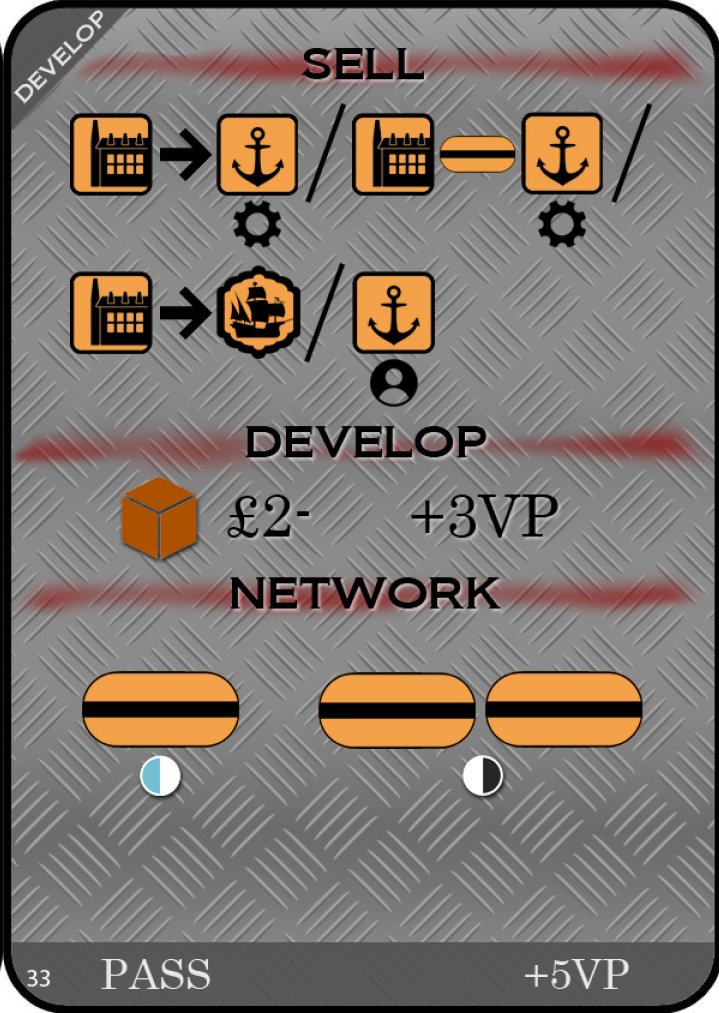 DEVELOP
SELL
DEVELOP
£2- +3VP
NETWORK
33 PASS +5VP